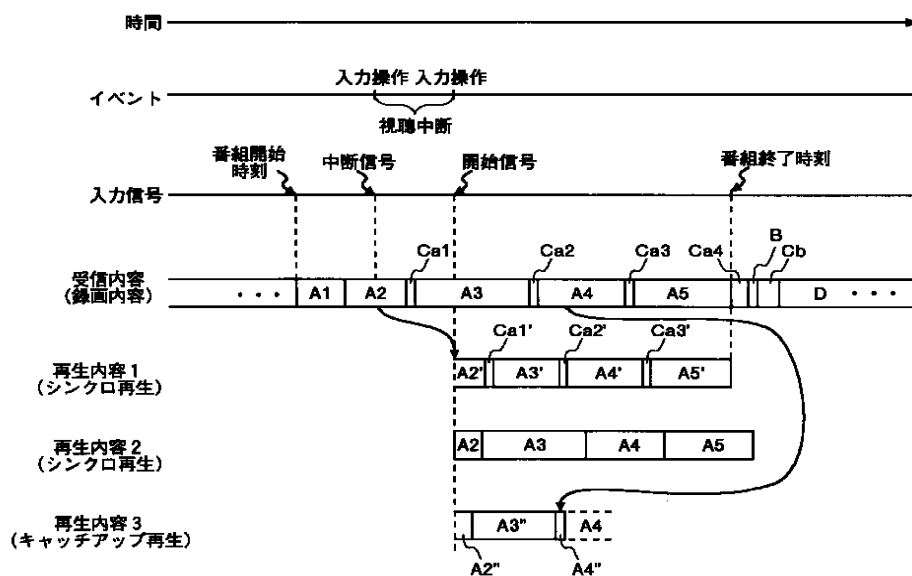 時間
入力操作 入力操作
イベント
視聴中断
番組開始
時刻
中断信号
開始信号
番組終了時刻
入力信号
Ca1
Ca2
Ca3
Ca4
B
Cb
受信内容
(録画内容)
・・・
A1
A2
A3
A4
A5
D
・・・
Ca1'
Ca2'
Ca3'
再生内容1
(シンクロ再生)
A2'
A3'
A4'
A5'
再生内容2
(シンクロ再生)
A2
A3
A4
A5
再生内容3
(キャッチアップ再生)
A3"
A4
A2"
A4"